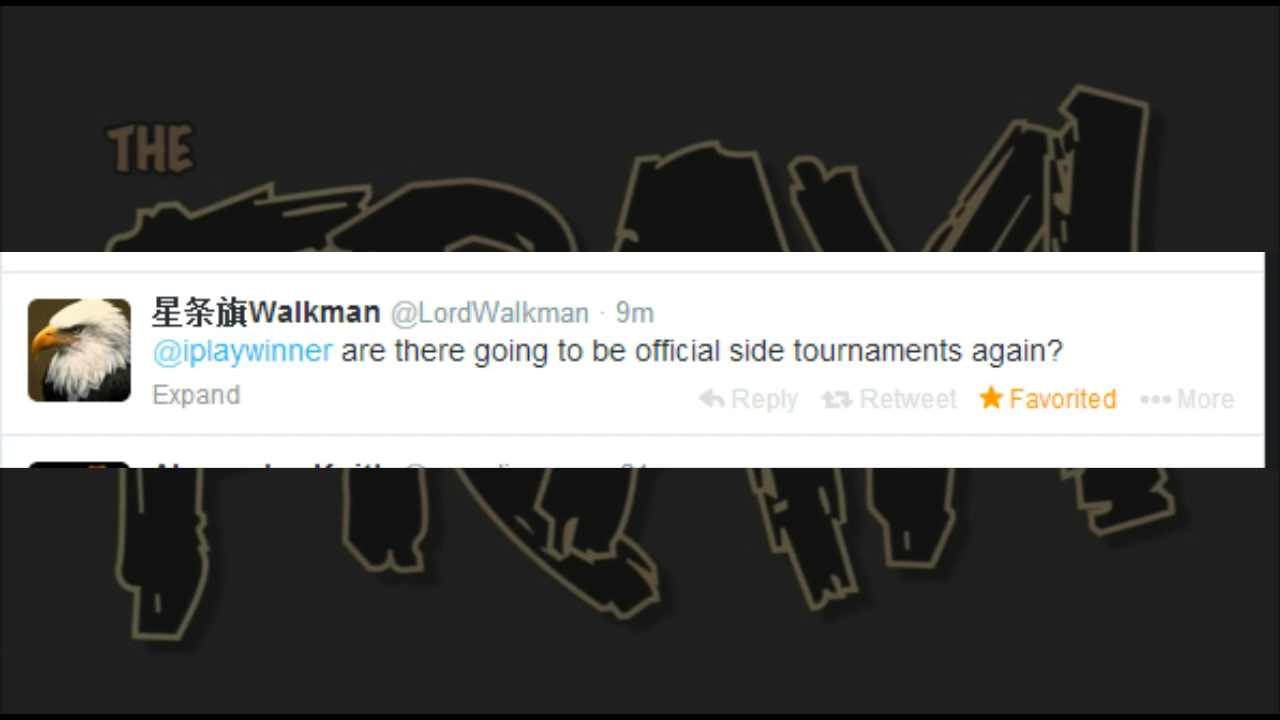 THE
FRAY
星条旗Walkman @LordWalkman · 9m
@iplaywinner are there going to be official side tournaments again?
Expand Reply Retweet Favorited More